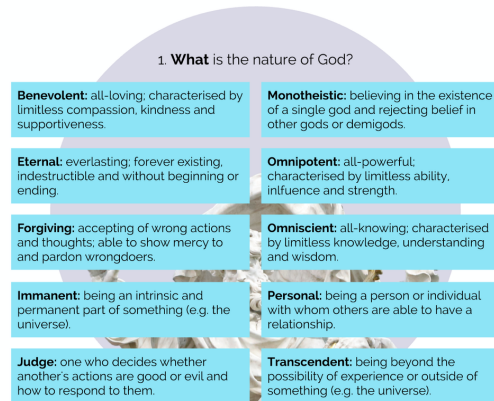 1. What is the nature of God?
Benevolent: all-loving; characterised by
limitless compassion, kindness and
supportiveness.
Monotheistic: believing in the existence
of a single god and rejecting belief in
other gods or demigods.
Eternal: everlasting; forever existing,
indestructible and without beginning or
ending.
Omnipotent: all-powerful;
characterised by limitless ability,
inlfuence and strength.
Forgiving: accepting of wrong actions
and thoughts; able to show mercy to
and pardon wrongdoers.
Omniscient: all-knowing; characterised
by limitless knowledge, understanding
and wisdom.
Immanent: being an intrinsic and
permanent part of something (e.g. the
universe).
Personal: being a person or individual
with whom others are able to have a
relationship.
Judge: one who decides whether
another's actions are good or evil and
how to respond to them.
Transcendent: being beyond the
possibility of experience or outside of
something (e.g. the universe).